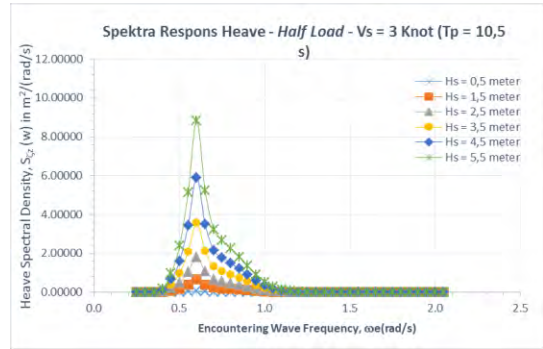 Spektra Respons Heave - Half Load - Vs = 3 Knot (Tp = 10,5
s)
Heave Spectral Density, Sζz (w) in m²/(rad/s)
12.00000
10.00000
8.00000
6.00000
4.00000
2.00000
0.00000
Hs = 0,5 meter
Hs = 1,5 meter
Hs = 2,5 meter
Hs = 3,5 meter
Hs = 4,5 meter
Hs = 5,5 meter
0.0 0.5 1.0 1.5 2.0 2.5
Encountering Wave Frequency, ωe(rad/s)